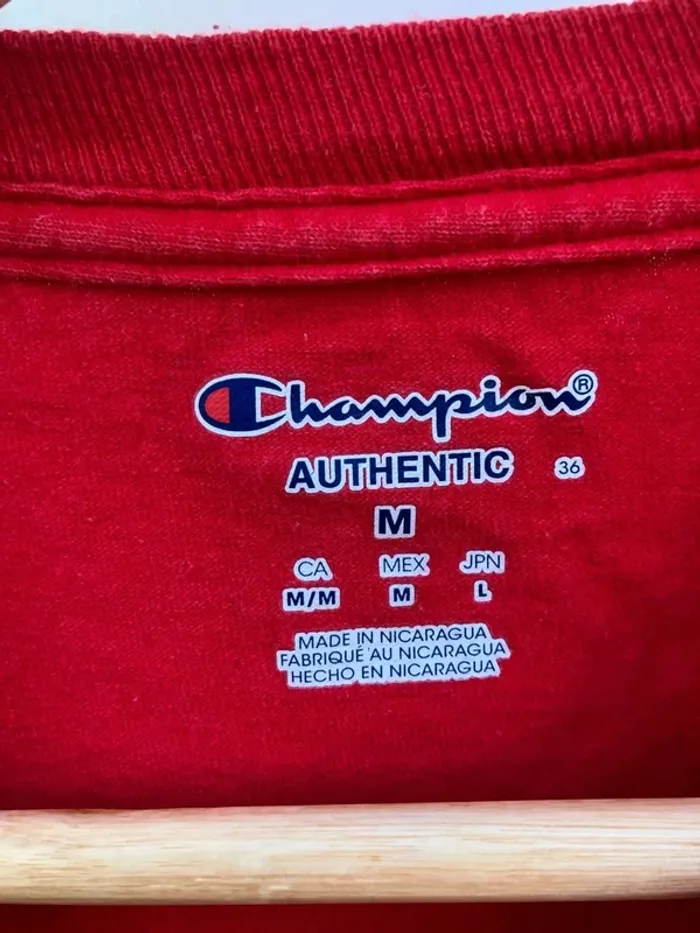 Champion®
AUTHENTIC 36
M
CA MEX JPN
M/M M L
MADE IN NICARAGUA
FABRIQUÉ AU NICARAGUA
HECHO EN NICARAGUA